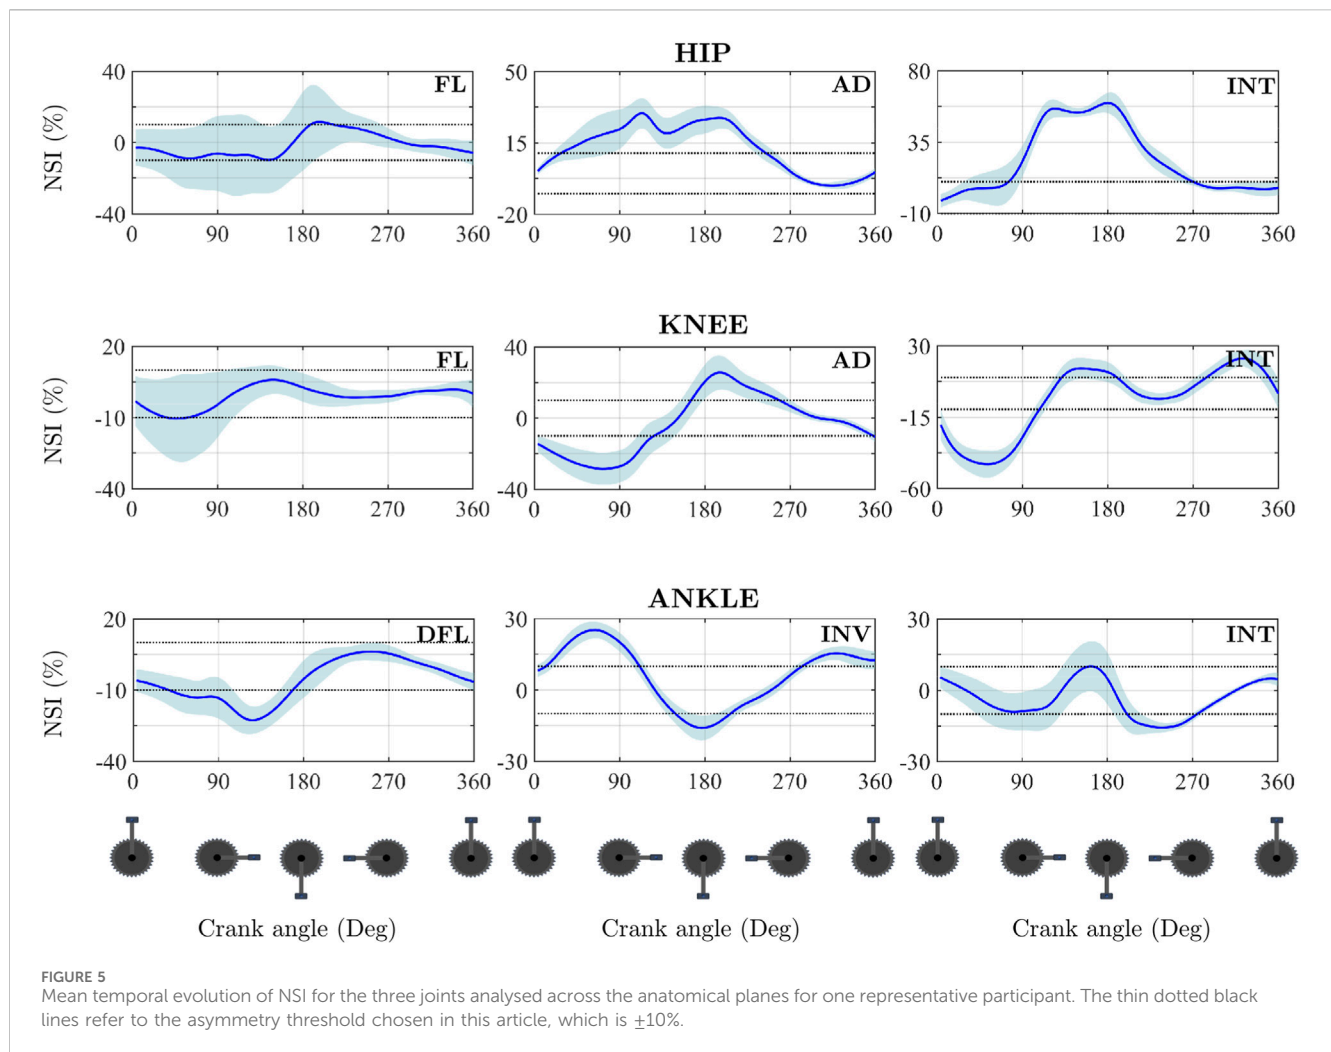 HIP
40
0
-40
NSI (%)
FL
0 90 180 270 360
50
15
-20
AD
0 90 180 270 360
80
35
-10
INT
0 90 180 270 360
KNEE
20
-10
-40
NSI (%)
FL
0 90 180 270 360
40
0
-40
AD
0 90 180 270 360
30
-15
-60
INT
0 90 180 270 360
ANKLE
20
-10
-40
NSI (%)
DFL
0 90 180 270 360
30
0
-30
INV
0 90 180 270 360
30
0
-30
INT
0 90 180 270 360
Crank angle (Deg)
Crank angle (Deg)
Crank angle (Deg)
FIGURE 5
Mean temporal evolution of NSI for the three joints analysed across the anatomical planes for one representative participant. The thin dotted black
lines refer to the asymmetry threshold chosen in this article, which is ±10%.